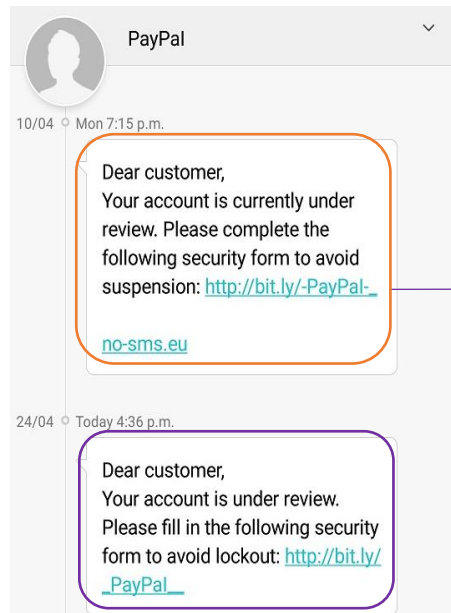 PayPal
10/04 Mon 7:15 p.m.
Dear customer,
Your account is currently under
review. Please complete the
following security form to avoid
suspension: http://bit.ly/-PayPal-_
no-sms.eu
24/04 Today 4:36 p.m.
Dear customer,
Your account is under review.
Please fill in the following security
form to avoid lockout: http://bit.ly/
_PayPal__